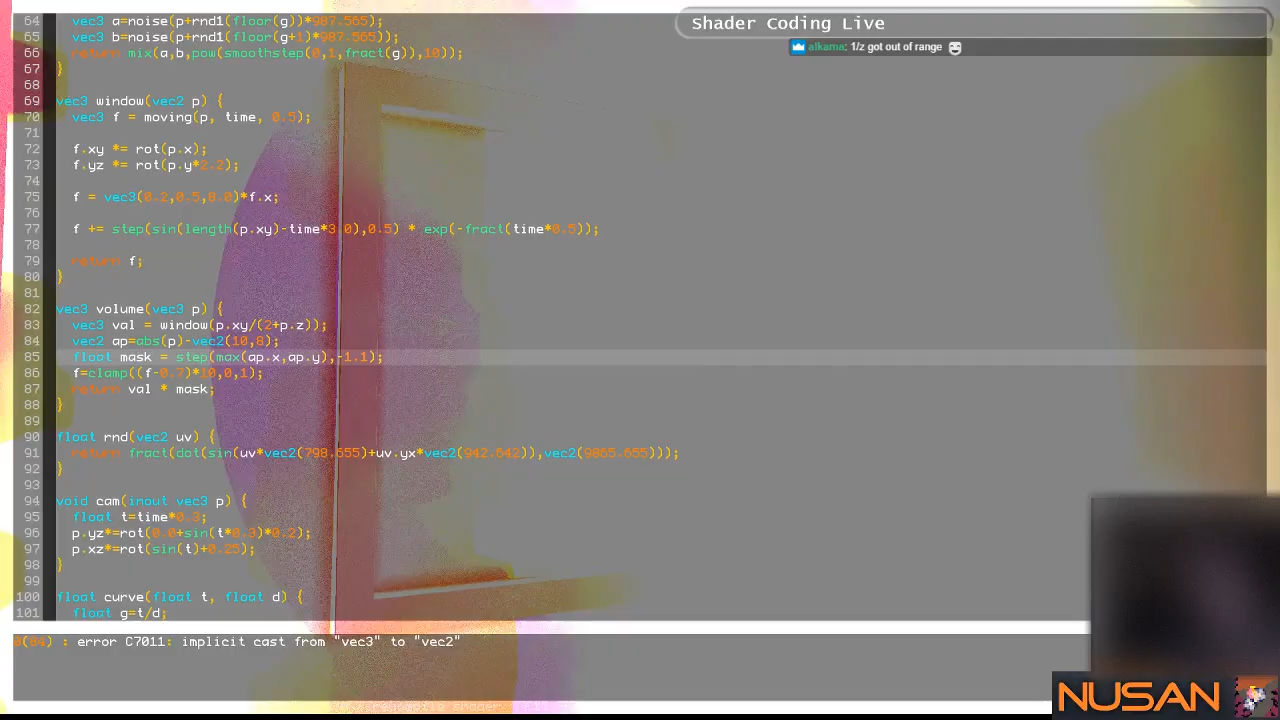 Shader Coding Live
alkama: 1/z got out of range
64 vec3 a=noise(p+rnd1(floor(g))*987.565);
65 vec3 b=noise(p+rnd1(floor(g+1)*987.565));
66 return mix(a,b,pow(smoothstep(0,1,fract(g)),10));
67 }
68
69 vec3 window(vec2 p) {
70 vec3 f = moving(p, time, 0.5);
71
72 f.xy *= rot(p.x);
73 f.yz *= rot(p.y*2.2);
74
75 f = vec3(0.2,0.5,8.0)*f.x;
76
77 f += step(sin(length(p.xy)-time*3.0),0.5) * exp(-fract(time*0.5));
78
79 return f;
80 }
81
82 vec3 volume(vec3 p) {
83 vec3 val = window(p.xy/(2+p.z));
84 vec2 ap=abs(p)-vec2(10,8);
85 float mask = step(max(ap.x,ap.y),-1.1);
86 f=clamp((f-0.7)*10,0,1);
87 return val * mask;
88 }
89
90 float rnd(vec2 uv) {
91 return fract(dot(sin(uv*vec2(798.655)+uv.yx*vec2(942.642)),vec2(9865.655)));
92 }
93
94 void cam(inout vec3 p) {
95 float t=time*0.3;
96 p.yz*=rot(0.0+sin(t*0.3)*0.2);
97 p.xz*=rot(sin(t)+0.25);
98 }
99
100 float curve(float t, float d) {
101 float g=t/d;
0(84) : error C7011: implicit cast from "vec3" to "vec2"
NUSAN